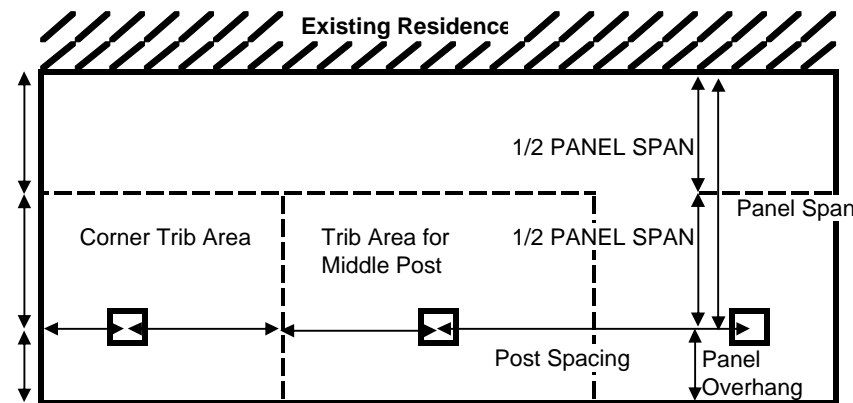 Existing Residence
1/2 PANEL SPAN
Panel Span
Corner Trib Area
Trib Area for
Middle Post
1/2 PANEL SPAN
Post Spacing
Panel
Overhang